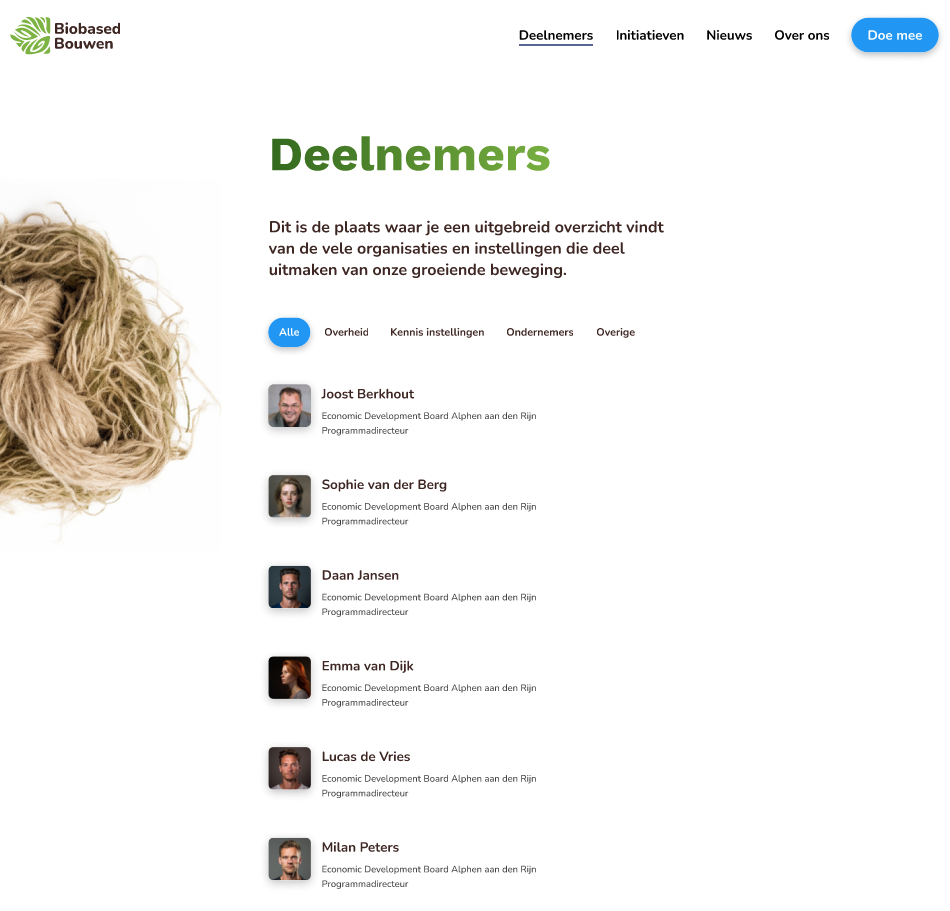 Biobased
Bouwen
Deelnemers
Initiatieven
Nieuws
Over ons
Doe mee
Deelnemers
Dit is de plaats waar je een uitgebreid overzicht vindt
van de vele organisaties en instellingen die deel
uitmaken van onze groeiende beweging.
Alle
Overheid
Kennis instellingen
Ondernemers
Overige
Joost Berkhout
Economic Development Board Alphen aan den Rijn
Programmadirecteur
Sophie van der Berg
Economic Development Board Alphen aan den Rijn
Programmadirecteur
Daan Jansen
Economic Development Board Alphen aan den Rijn
Programmadirecteur
Emma van Dijk
Economic Development Board Alphen aan den Rijn
Programmadirecteur
Lucas de Vries
Economic Development Board Alphen aan den Rijn
Programmadirecteur
Milan Peters
Economic Development Board Alphen aan den Rijn
Programmadirecteur